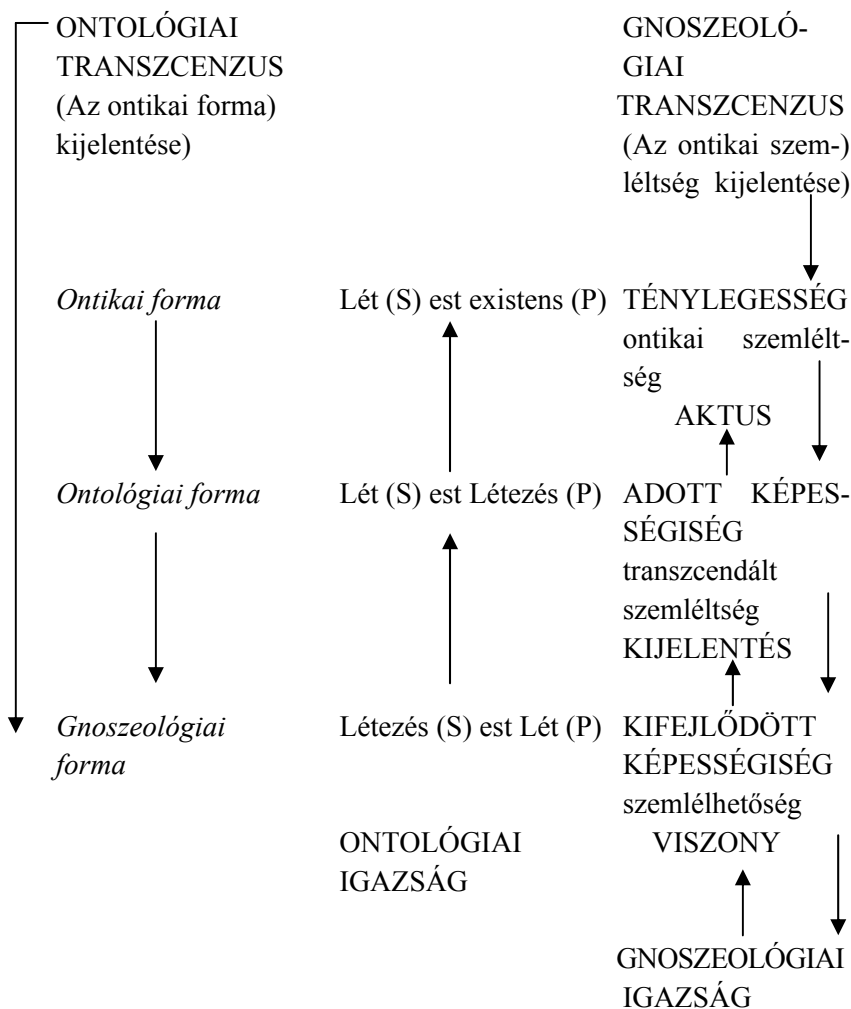 ONTOLÓGIAI
TRANSZCENZUS
(Az ontikai forma)
kijelentése)
GNOSZEOLÓ-
GIAI
TRANSZCENZUS
(Az ontikai szem-)
léltség kijelentése)
Ontikai forma
Lét (S) est existens (P)
TÉNYLEGESSÉG
ontikai szemlélt-
ség
AKTUS
Ontológiai forma
Lét (S) est Létezés (P)
ADOTT KÉPES-
SÉGISÉG
transzcendált
szemléltség
KIJELENTÉS
Gnoszeológiai
forma
Létezés (S) est Lét (P)
KIFEJLŐDÖTT
KÉPESSÉGISÉG
szemlélhetőség
ONTOLÓGIAI
IGAZSÁG
VISZONY
GNOSZEOLÓGIAI
IGAZSÁG